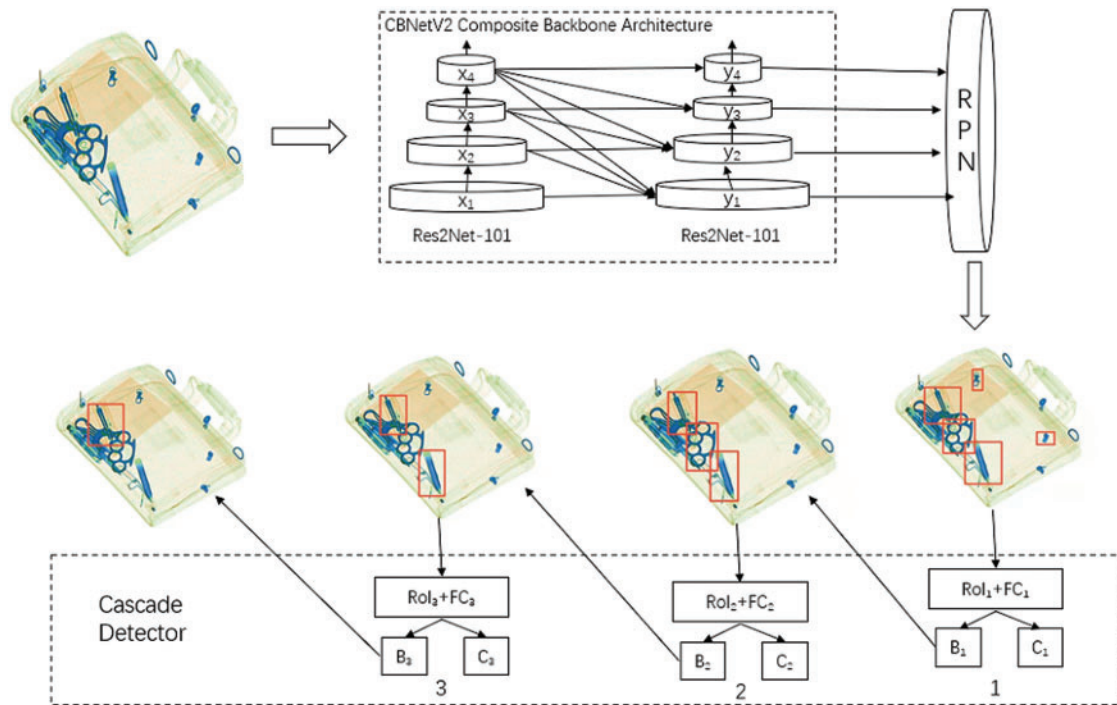 CBNetV2 Composite Backbone Architecture
x₄ y₄
x₃ y₃
x₂ y₂
x₁ y₁
Res2Net-101 Res2Net-101
RPN
Cascade
Detector
RoI₃+FC₃ RoI₂+FC₂ RoI₁+FC₁
B₃ C₃ B₂ C₂ B₁ C₁
3 2 1